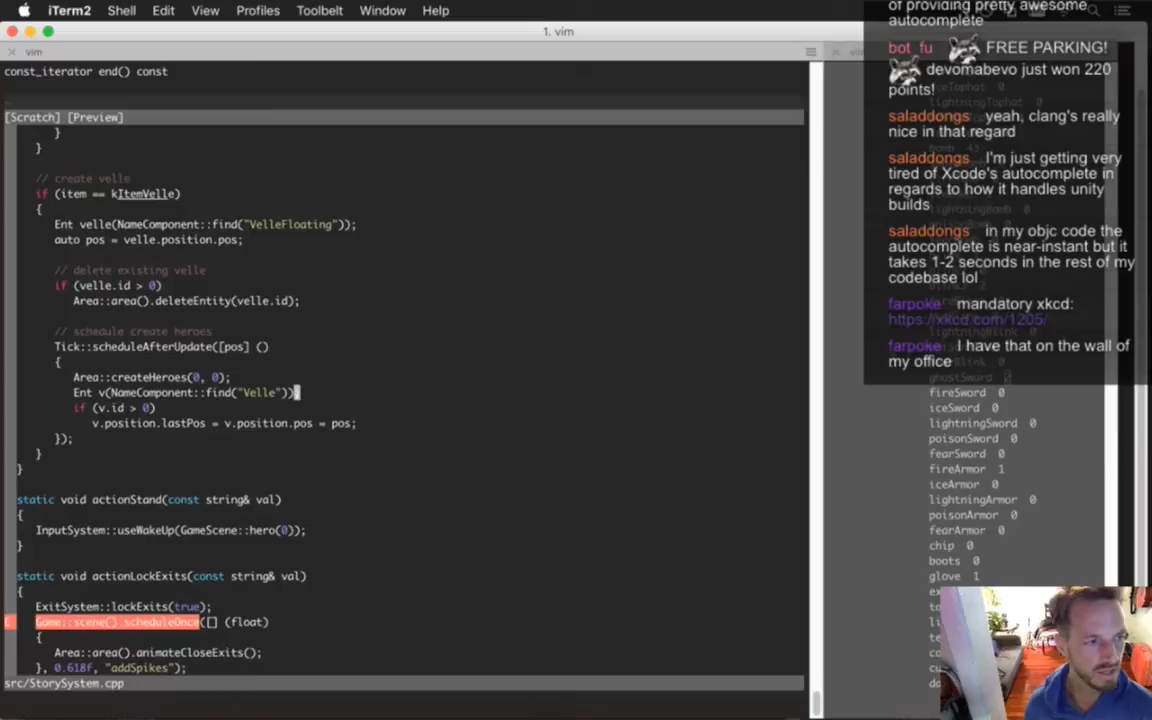 iTerm2 Shell Edit View Profiles Toolbelt Window Help
1. vim
vim
const_iterator end() const
[Scratch] [Preview]
}
}
// create velle
if (item == kItemVelle)
{
Ent velle(NameComponent::find("VelleFloating"));
auto pos = velle.position.pos;
// delete existing velle
if (velle.id > 0)
Area::area().deleteEntity(velle.id);
// schedule create heroes
Tick::scheduleAfterUpdate([pos] ()
{
Area::createHeroes(0, 0);
Ent v(NameComponent::find("Velle"));
if (v.id > 0)
v.position.lastPos = v.position.pos = pos;
});
}
}
static void actionStand(const string& val)
{
InputSystem::useWakeUp(GameScene::hero(0));
}
static void actionLockExits(const string& val)
{
ExitSystem::lockExits(true);
Game::scene().scheduleOnce([] (float)
{
Area::area().animateCloseExits();
}, 0.618f, "addSpikes");
src/StorySystem.cpp
of providing pretty awesome
autocomplete
bot_fu FREE PARKING!
devomabevo just won 220
points!
saladdongs yeah, clang's really
nice in that regard
saladdongs I'm just getting very
tired of Xcode's autocomplete in
regards to how it handles unity
builds
saladdongs in my objc code the
autocomplete is near-instant but it
takes 1-2 seconds in the rest of my
codebase lol
farpoke mandatory xkcd:
https://xkcd.com/1205/
farpoke I have that on the wall of
my office
ghostSword
fireSword 0
iceSword 0
lightningSword 0
poisonSword 0
fearSword 0
fireArmor 1
iceArmor 0
lightningArmor 0
poisonArmor 0
fearArmor 0
chip 0
boots 0
glove 1